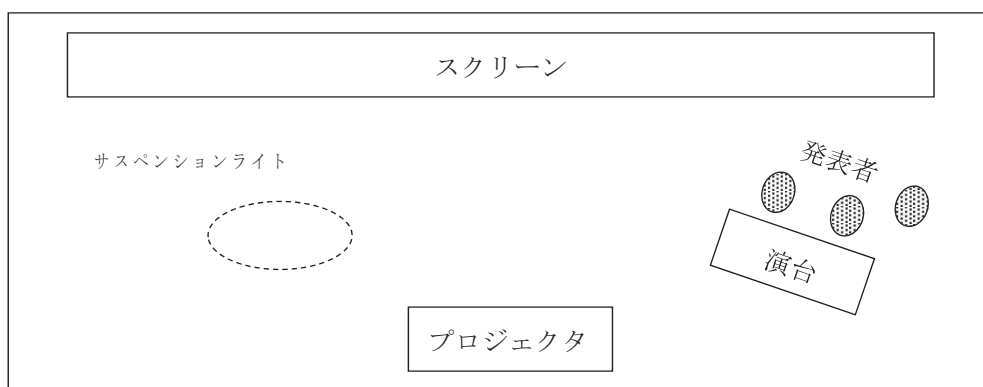 スクリーン
サスペンションライト
発表者
演台
プロジェクタ